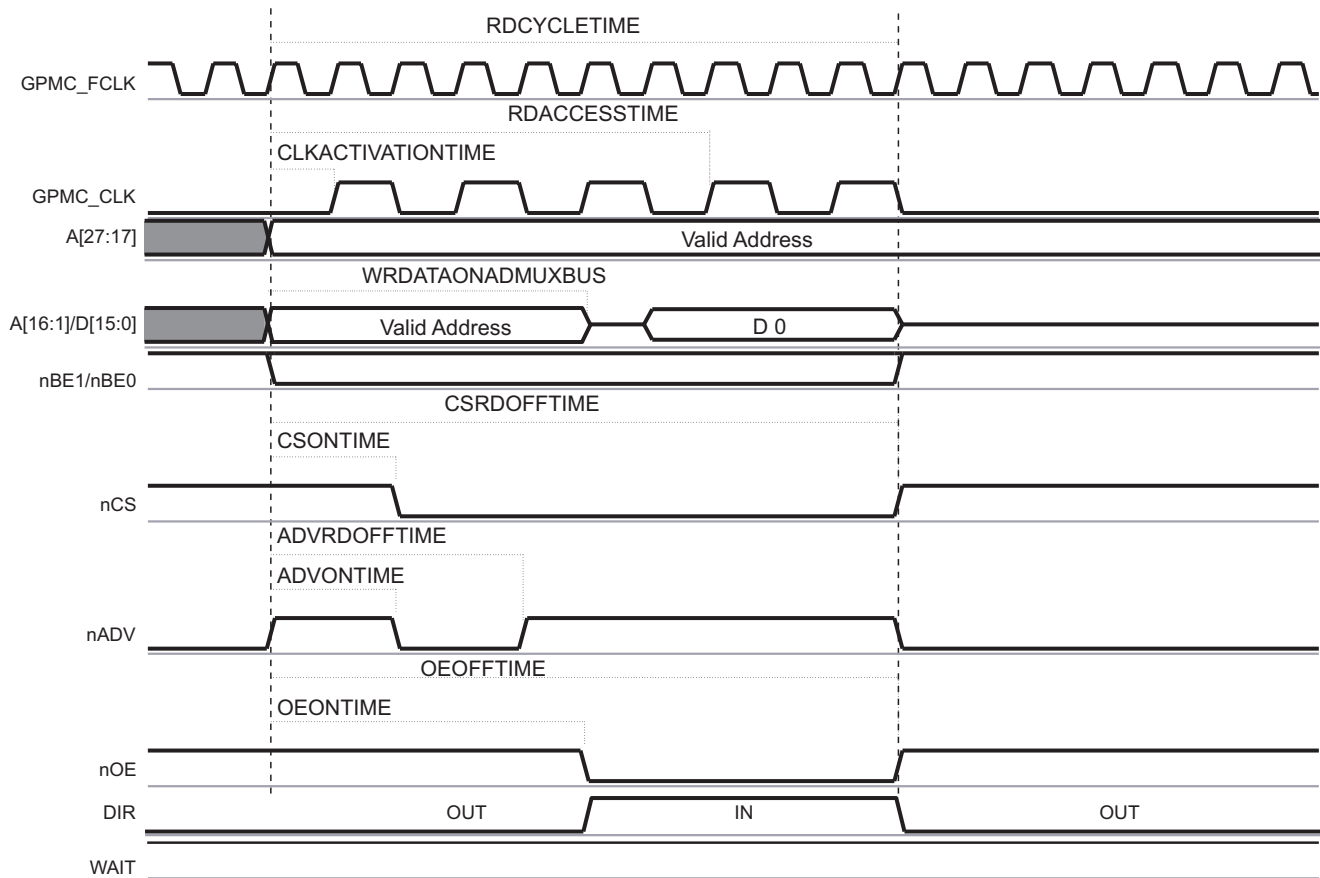 RDCYCLETIME
GPMC_FCLK
RDACCESSTIME
CLKACTIVATIONTIME
GPMC_CLK
A[27:17]
Valid Address
WRDATAONADMUXBUS
A[16:1]/D[15:0]
Valid Address
D 0
nBE1/nBE0
CSRDOFFTIME
CSONTIME
nCS
ADVRDOFFTIME
ADVONTIME
nADV
OEOFFTIME
OEONTIME
nOE
DIR
OUT
IN
OUT
WAIT